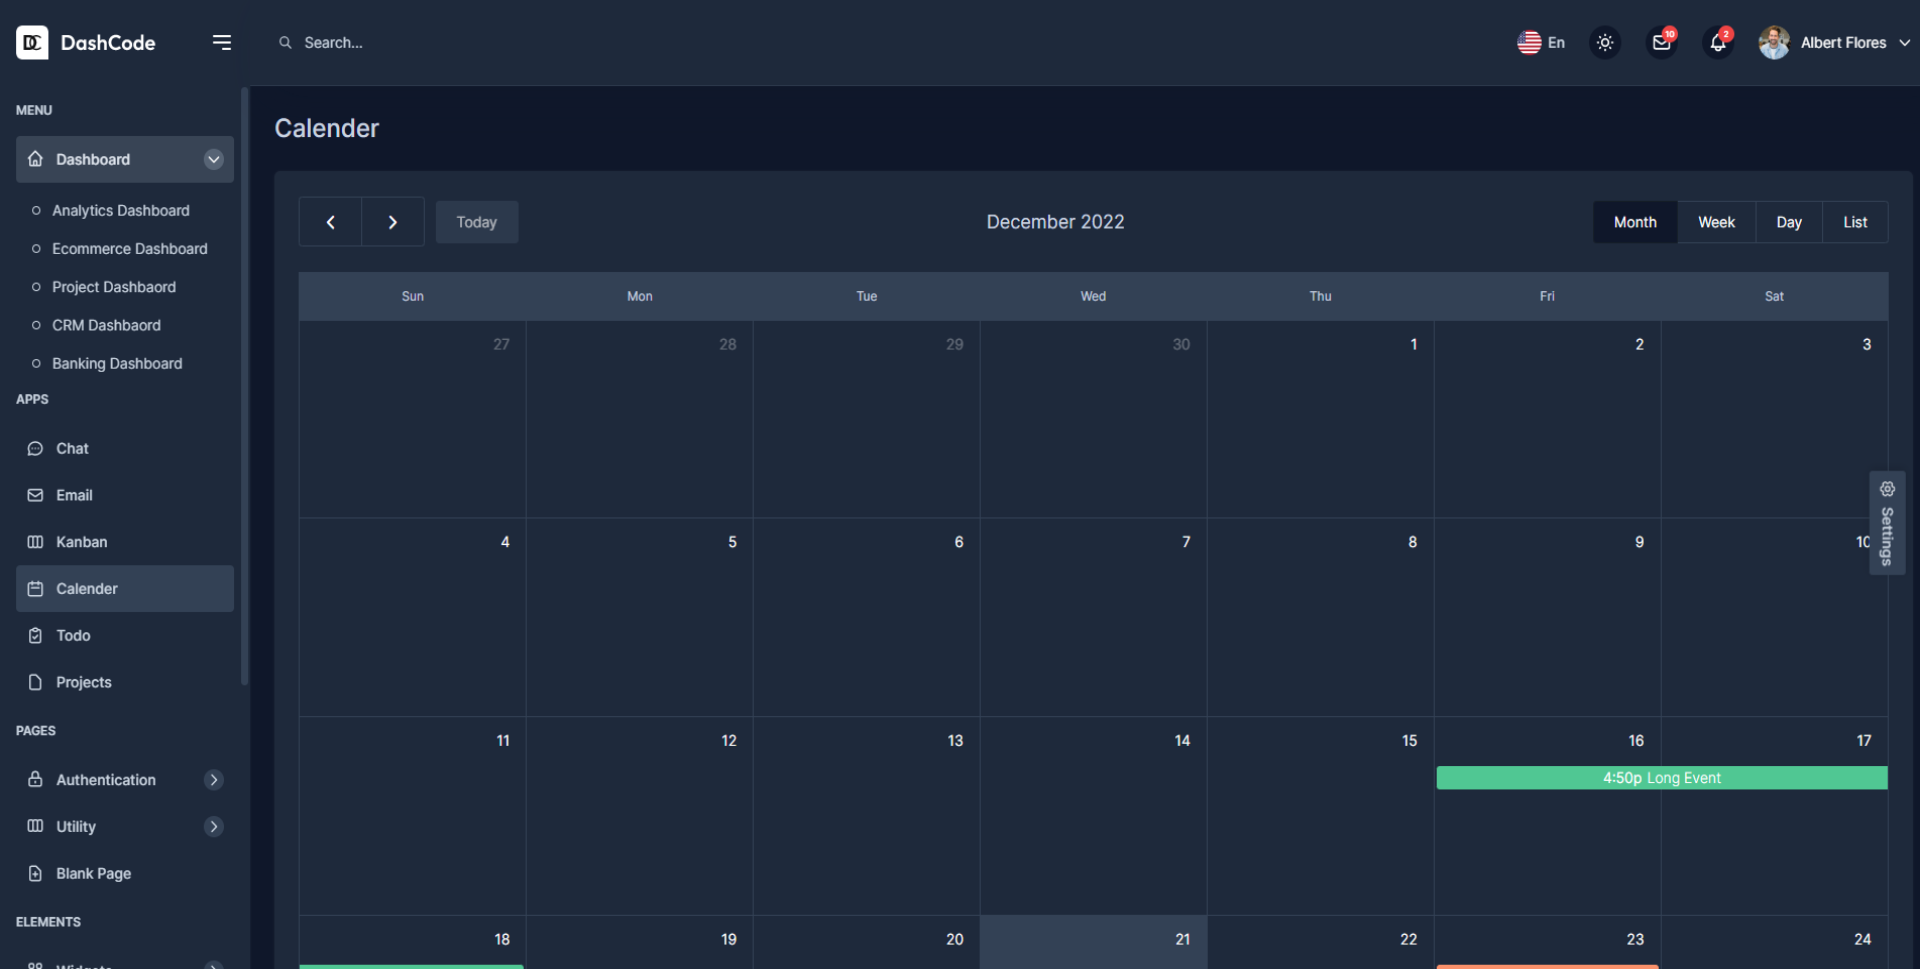 DC DashCode
Search...
En
10
2
Albert Flores
MENU
Dashboard
Analytics Dashboard
Ecommerce Dashboard
Project Dashbaord
CRM Dashbaord
Banking Dashboard
APPS
Chat
Email
Kanban
Calender
Todo
Projects
PAGES
Authentication
Utility
Blank Page
ELEMENTS
Widgets
Calender
Today
December 2022
Month Week Day List
Sun Mon Tue Wed Thu Fri Sat
27 28 29 30 1 2 3
4 5 6 7 8 9 10
Settings
11 12 13 14 15 16 17
4:50p Long Event
18 19 20 21 22 23 24